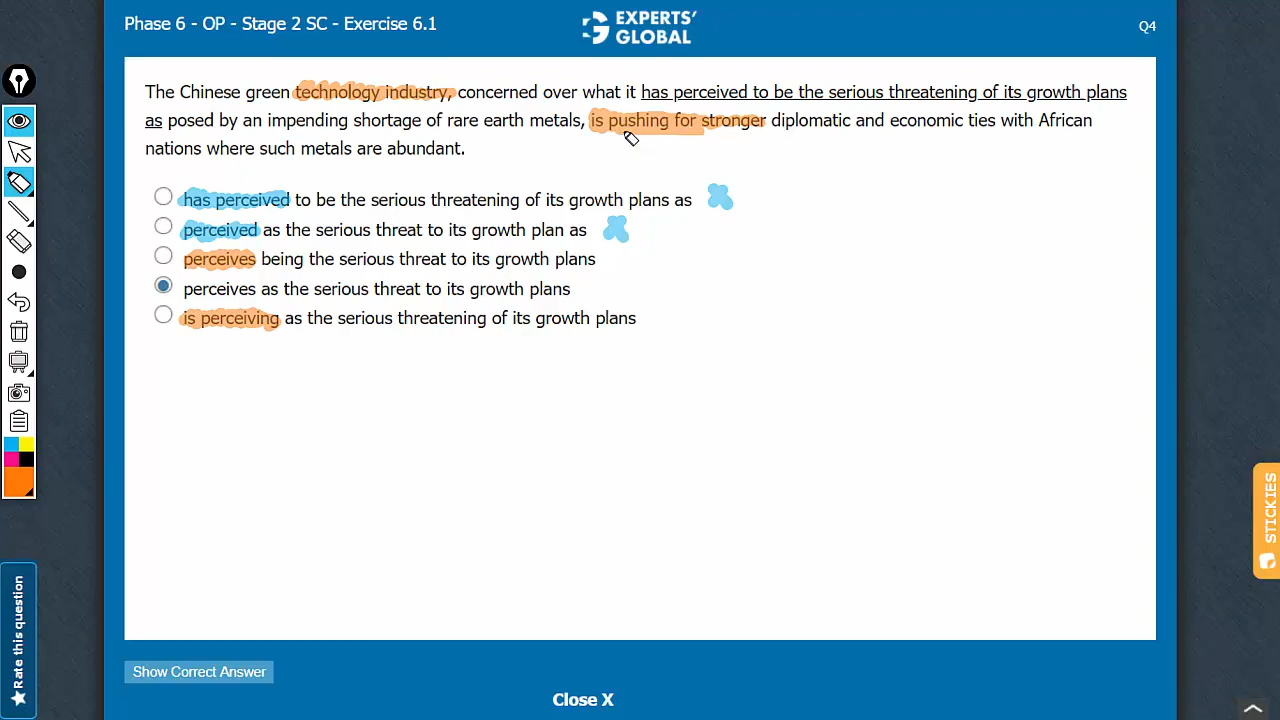 Phase 6 - OP - Stage 2 SC - Exercise 6.1
EXPERTS'
GLOBAL
Q4
The Chinese green technology industry, concerned over what it has perceived to be the serious threatening of its growth plans
as posed by an impending shortage of rare earth metals, is pushing for stronger diplomatic and economic ties with African
nations where such metals are abundant.
has perceived to be the serious threatening of its growth plans as
perceived as the serious threat to its growth plan as
perceives being the serious threat to its growth plans
perceives as the serious threat to its growth plans
is perceiving as the serious threatening of its growth plans
STICKIES
Rate this question
Show Correct Answer
Close X